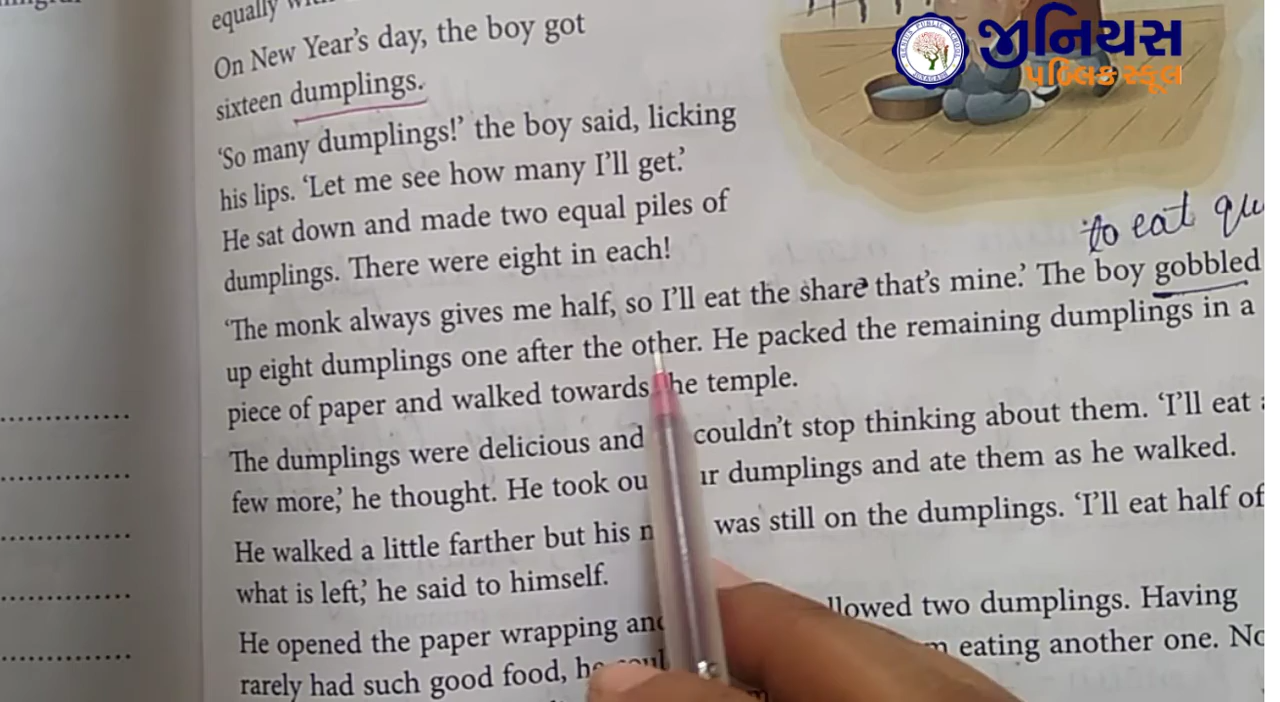 equally
On New Year's day, the boy got
sixteen dumplings.
'So many dumplings!' the boy said, licking
his lips. 'Let me see how many I'll get.'
He sat down and made two equal piles of
dumplings. There were eight in each!
to eat
'The monk always gives me half, so I'll eat the share that's mine.' The boy gobbled
up eight dumplings one after the other. He packed the remaining dumplings in a
piece of paper and walked towards the temple.
The dumplings were delicious and couldn't stop thinking about them. 'I'll eat
few more,' he thought. He took dumplings and ate them as he walked.
He walked a little farther but his was still on the dumplings. 'I'll eat half of
what is left,' he said to himself.
He opened the paper wrapping two dumplings. Having
rarely had such good food, eating another one.
જીનિયસ
પબ્લિક સ્કૂલ